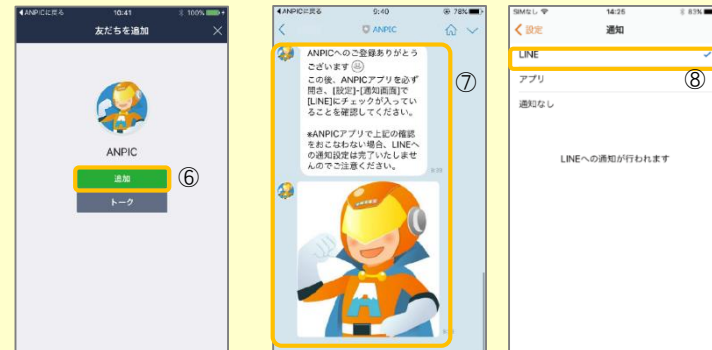 ◀ANPICに戻る 10:41 100%
友だちを追加 ×
ANPIC
追加
⑥
トーク
◀ANPICに戻る 9:40 78%
ANPIC
ANPICへのご登録ありがとう
ございます
この後、ANPICアプリを必ず
開き、[設定]-[通知画面]で
[LINE]にチェックが入ってい
ることを確認してください。
※ANPICアプリで上記の確認
をおこなわない場合、LINEへ
の通知設定は完了いたしませ
んのでご注意ください。
⑦
SIMなし 14:25 83%
設定 通知
LINE
⑧
アプリ
通知なし
LINEへの通知が行われます